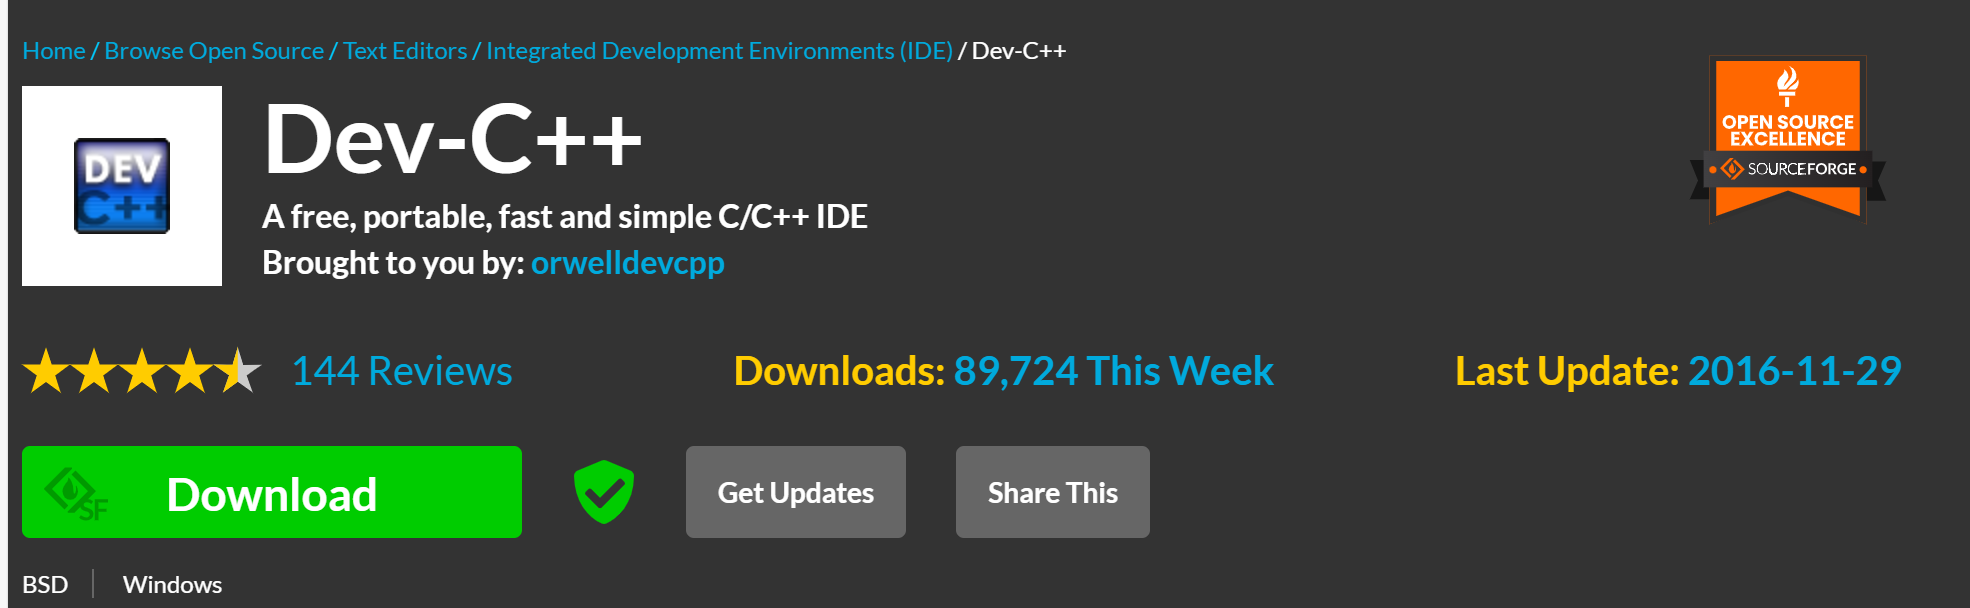 Home / Browse Open Source / Text Editors / Integrated Development Environments (IDE) / Dev-C++
DEV
C++
Dev-C++
A free, portable, fast and simple C/C++ IDE
Brought to you by: orwelldevcpp
OPEN SOURCE
EXCELLENCE
SOURCEFORGE
144 Reviews
Downloads: 89,724 This Week
Last Update: 2016-11-29
SF
Download
Get Updates
Share This
BSD
Windows